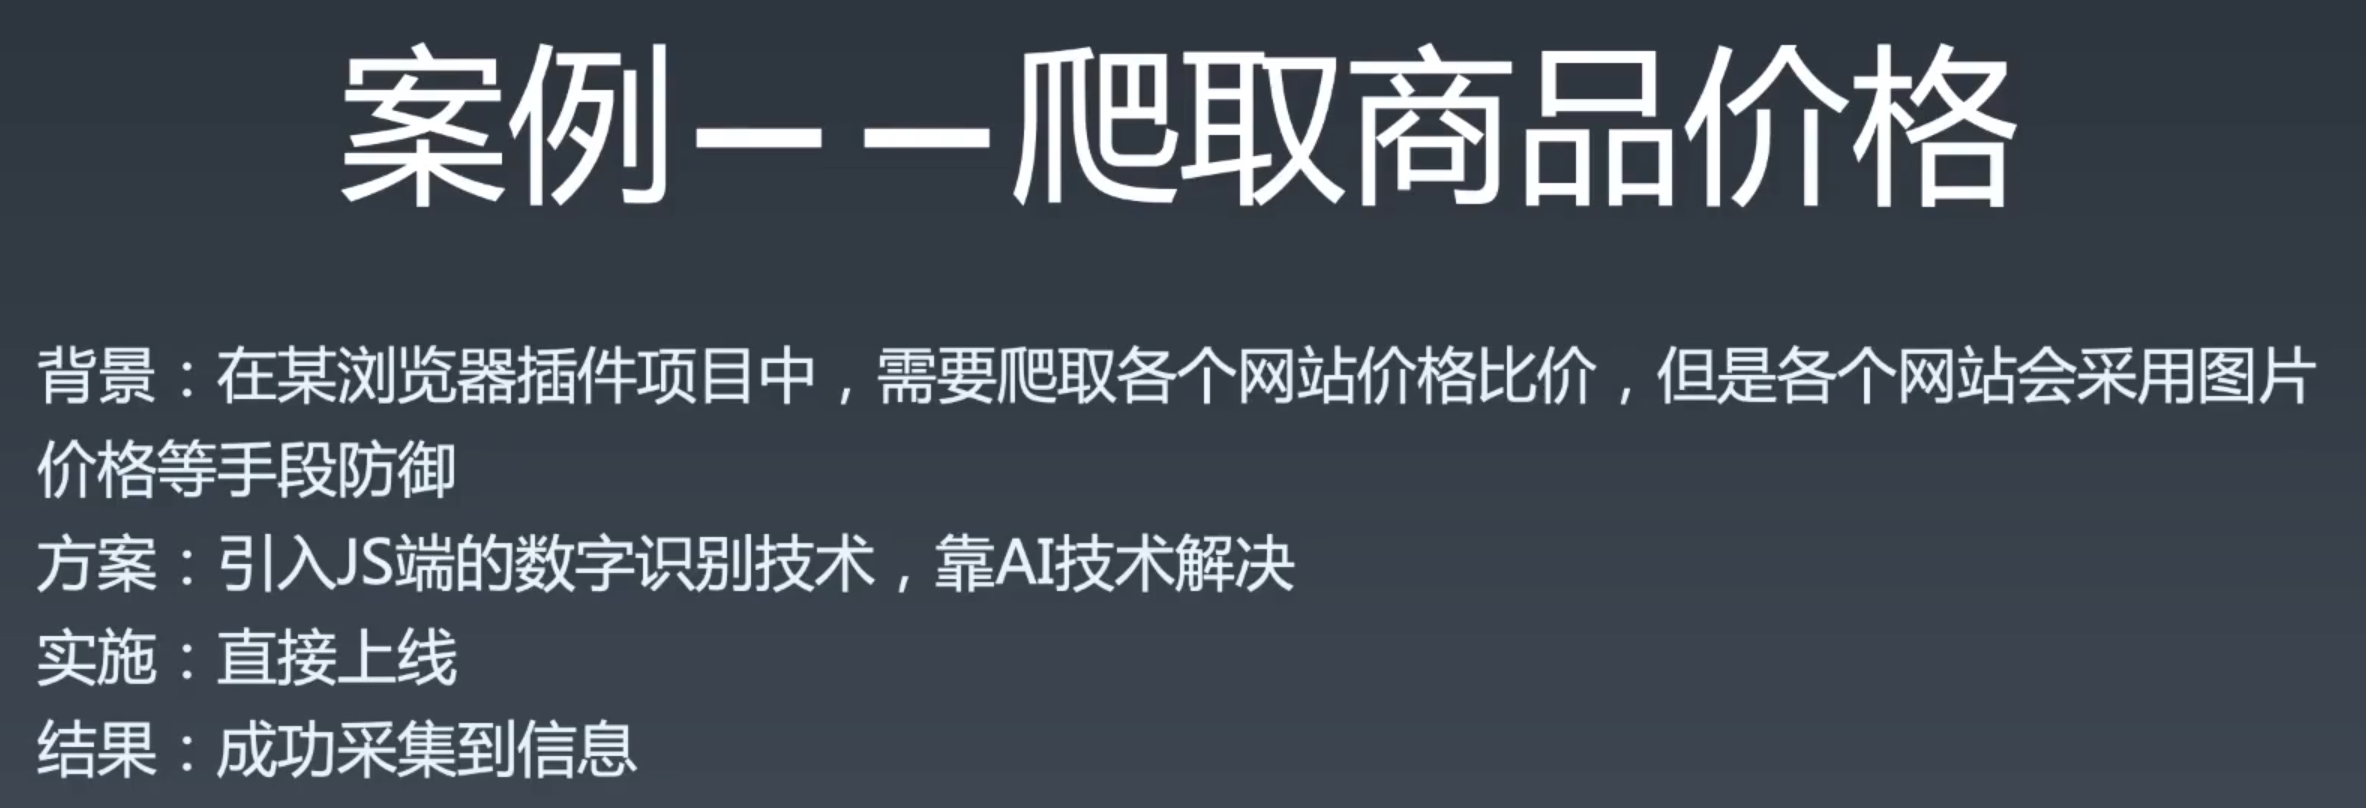 案例——爬取商品价格
背景：在某浏览器插件项目中，需要爬取各个网站价格比价，但是各个网站会采用图片
价格等手段防御
方案：引入JS端的数字识别技术，靠AI技术解决
实施：直接上线
结果：成功采集到信息